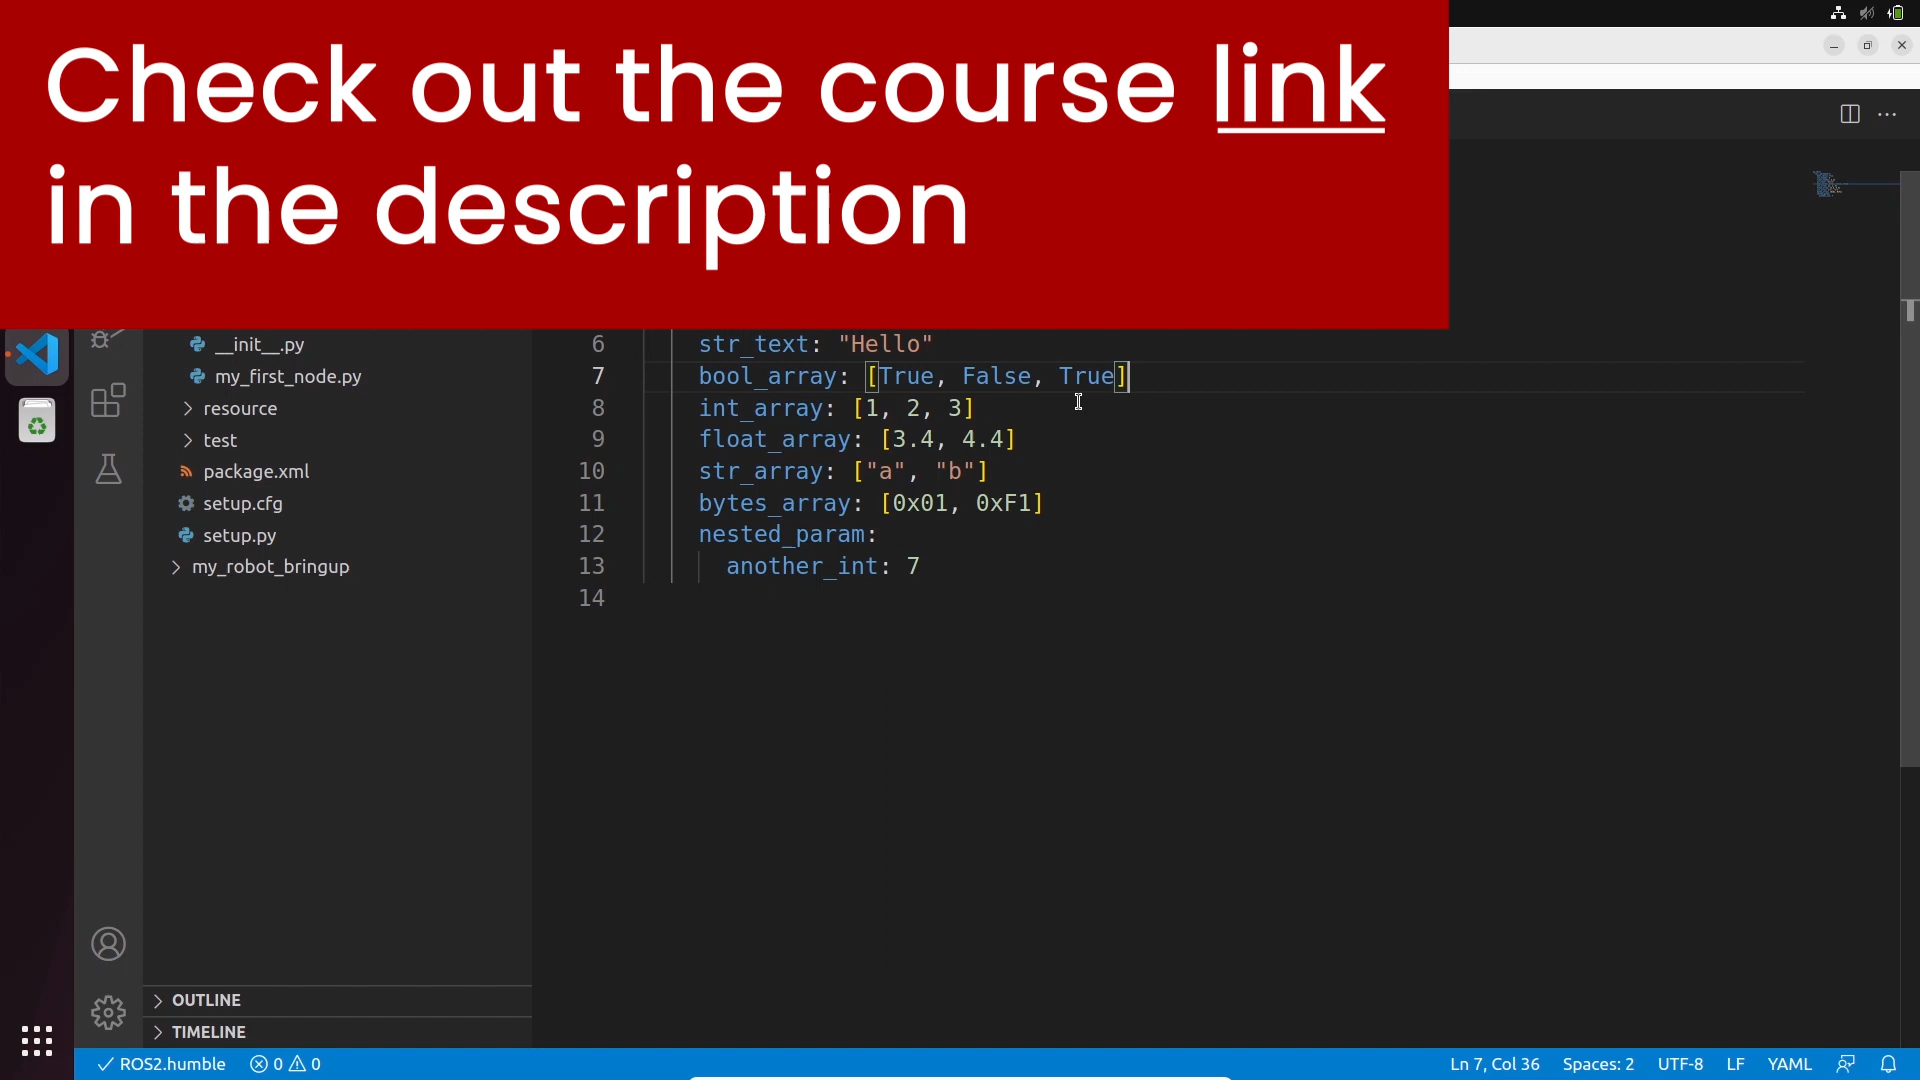 Check out the course link
in the description
__init__.py
my_first_node.py
resource
test
package.xml
setup.cfg
setup.py
my_robot_bringup
OUTLINE
TIMELINE
6 str_text: "Hello"
7 bool_array: [True, False, True]
8 int_array: [1, 2, 3]
9 float_array: [3.4, 4.4]
10 str_array: ["a", "b"]
11 bytes_array: [0x01, 0xF1]
12 nested_param:
13 another_int: 7
14
ROS2.humble 0 0 Ln 7, Col 36 Spaces: 2 UTF-8 LF YAML